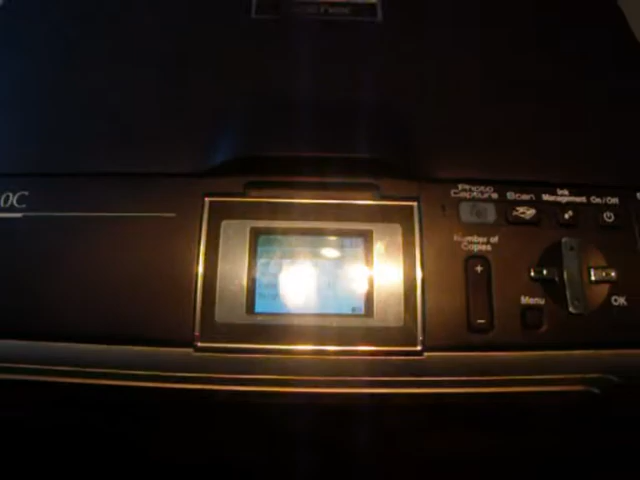 0C
Photo
Capture
Scan
Ink
Management
On/Off
Number of
Copies
+
-
Menu
OK